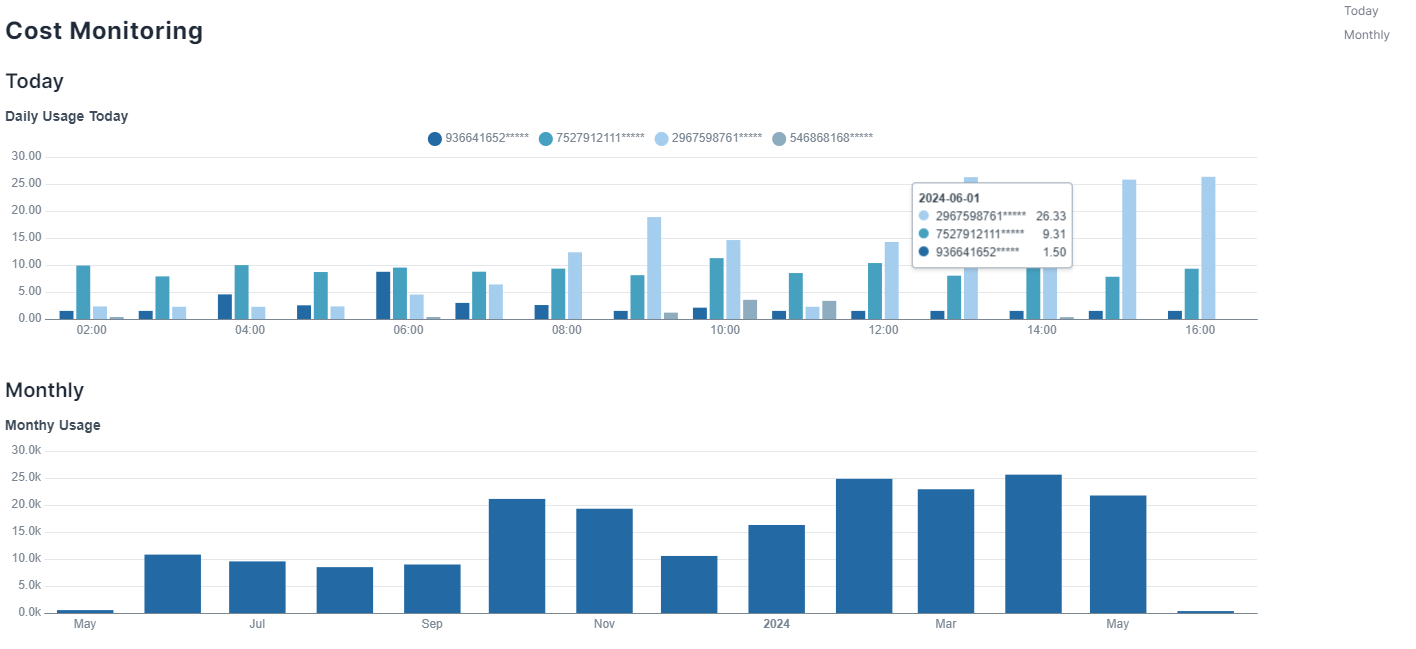 Today
Monthly
Cost Monitoring
Today
Daily Usage Today
936641652***** 7527912111***** 2967598761***** 546868168*****
30.00
25.00
20.00
15.00
10.00
5.00
0.00
2024-06-01
2967598761***** 26.33
7527912111***** 9.31
936641652***** 1.50
02:00 04:00 06:00 08:00 10:00 12:00 14:00 16:00
Monthly
Monthy Usage
30.0k
25.0k
20.0k
15.0k
10.0k
5.0k
0.0k
May Jul Sep Nov 2024 Mar May